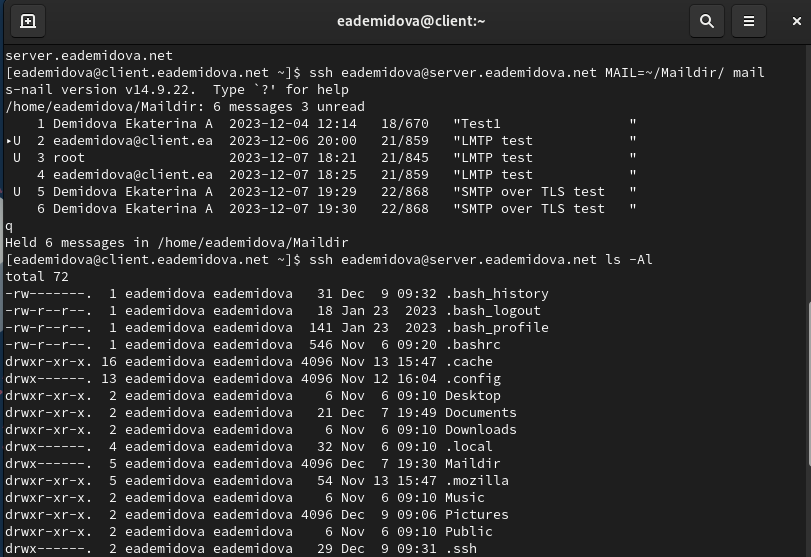 eademidova@client:~
server.eademidova.net
[eademidova@client.eademidova.net ~]$ ssh eademidova@server.eademidova.net MAIL=~/Maildir/ mail
s-nail version v14.9.22.  Type `?' for help
/home/eademidova/Maildir: 6 messages 3 unread
    1 Demidova Ekaterina A  2023-12-04 12:14   18/670   "Test1                 "
▸U  2 eademidova@client.ea  2023-12-06 20:00   21/859   "LMTP test             "
 U  3 root                  2023-12-07 18:21   21/845   "LMTP test             "
    4 eademidova@client.ea  2023-12-07 18:25   21/859   "LMTP test             "
 U  5 Demidova Ekaterina A  2023-12-07 19:29   22/868   "SMTP over TLS test   "
    6 Demidova Ekaterina A  2023-12-07 19:30   22/868   "SMTP over TLS test   "
q
Held 6 messages in /home/eademidova/Maildir
[eademidova@client.eademidova.net ~]$ ssh eademidova@server.eademidova.net ls -Al
total 72
-rw-------.  1 eademidova eademidova   31 Dec  9 09:32 .bash_history
-rw-r--r--.  1 eademidova eademidova   18 Jan 23  2023 .bash_logout
-rw-r--r--.  1 eademidova eademidova  141 Jan 23  2023 .bash_profile
-rw-r--r--.  1 eademidova eademidova  546 Nov  6 09:20 .bashrc
drwxr-xr-x. 16 eademidova eademidova 4096 Nov 13 15:47 .cache
drwx------. 13 eademidova eademidova 4096 Nov 12 16:04 .config
drwxr-xr-x.  2 eademidova eademidova    6 Nov  6 09:10 Desktop
drwxr-xr-x.  2 eademidova eademidova   21 Dec  7 19:49 Documents
drwxr-xr-x.  2 eademidova eademidova    6 Nov  6 09:10 Downloads
drwx------.  4 eademidova eademidova   32 Nov  6 09:10 .local
drwx------.  5 eademidova eademidova 4096 Dec  7 19:30 Maildir
drwxr-xr-x.  5 eademidova eademidova   54 Nov 13 15:47 .mozilla
drwxr-xr-x.  2 eademidova eademidova    6 Nov  6 09:10 Music
drwxr-xr-x.  2 eademidova eademidova 4096 Dec  9 09:06 Pictures
drwxr-xr-x.  2 eademidova eademidova    6 Nov  6 09:10 Public
drwx------.  2 eademidova eademidova   29 Dec  9 09:31 .ssh